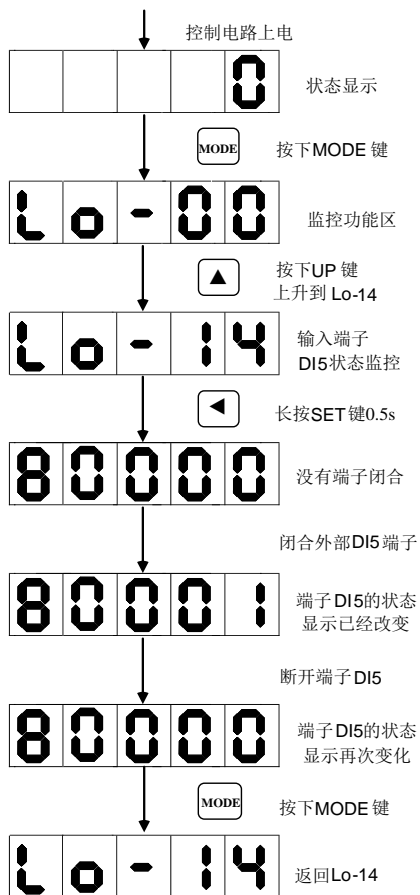 控制电路上电
0
状态显示
MODE
按下MODE 键
Lo-00
监控功能区
▲
按下UP 键
上升到 Lo-14
Lo-14
输入端子
DI5状态监控
◀
长按SET键0.5s
80000
没有端子闭合
闭合外部DI5 端子
80001
端子DI5的状态
显示已经改变
断开端子DI5
80000
端子DI5的状态
显示再次变化
MODE
按下MODE 键
Lo-14
返回Lo-14